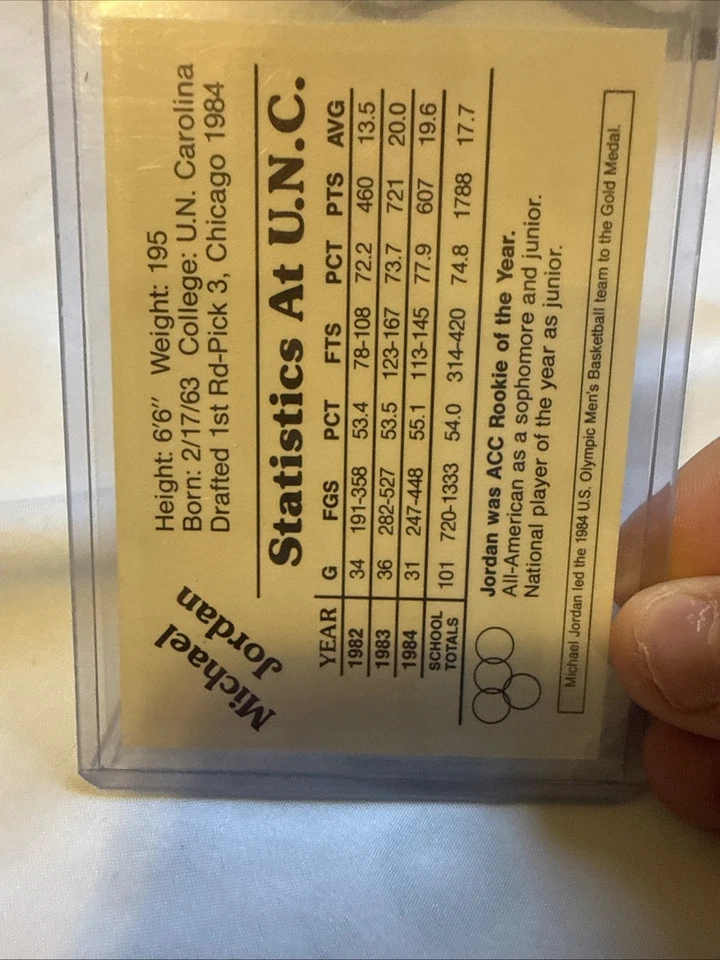 Michael
Jordan
Height: 6'6" Weight: 195
Born: 2/17/63 College: U.N. Carolina
Drafted 1st Rd-Pick 3, Chicago 1984
Statistics At U.N.C.
YEAR G FGS PCT FTS PCT PTS AVG
1982 34 191-358 53.4 78-108 72.2 460 13.5
1983 36 282-527 53.5 123-167 73.7 721 20.0
1984 31 247-448 55.1 113-145 77.9 607 19.6
SCHOOL
TOTALS 101 720-1333 54.0 314-420 74.8 1788 17.7
Jordan was ACC Rookie of the Year.
All-American as a sophomore and junior.
National player of the year as junior.
Michael Jordan led the 1984 U.S. Olympic Men's Basketball team to the Gold Medal.